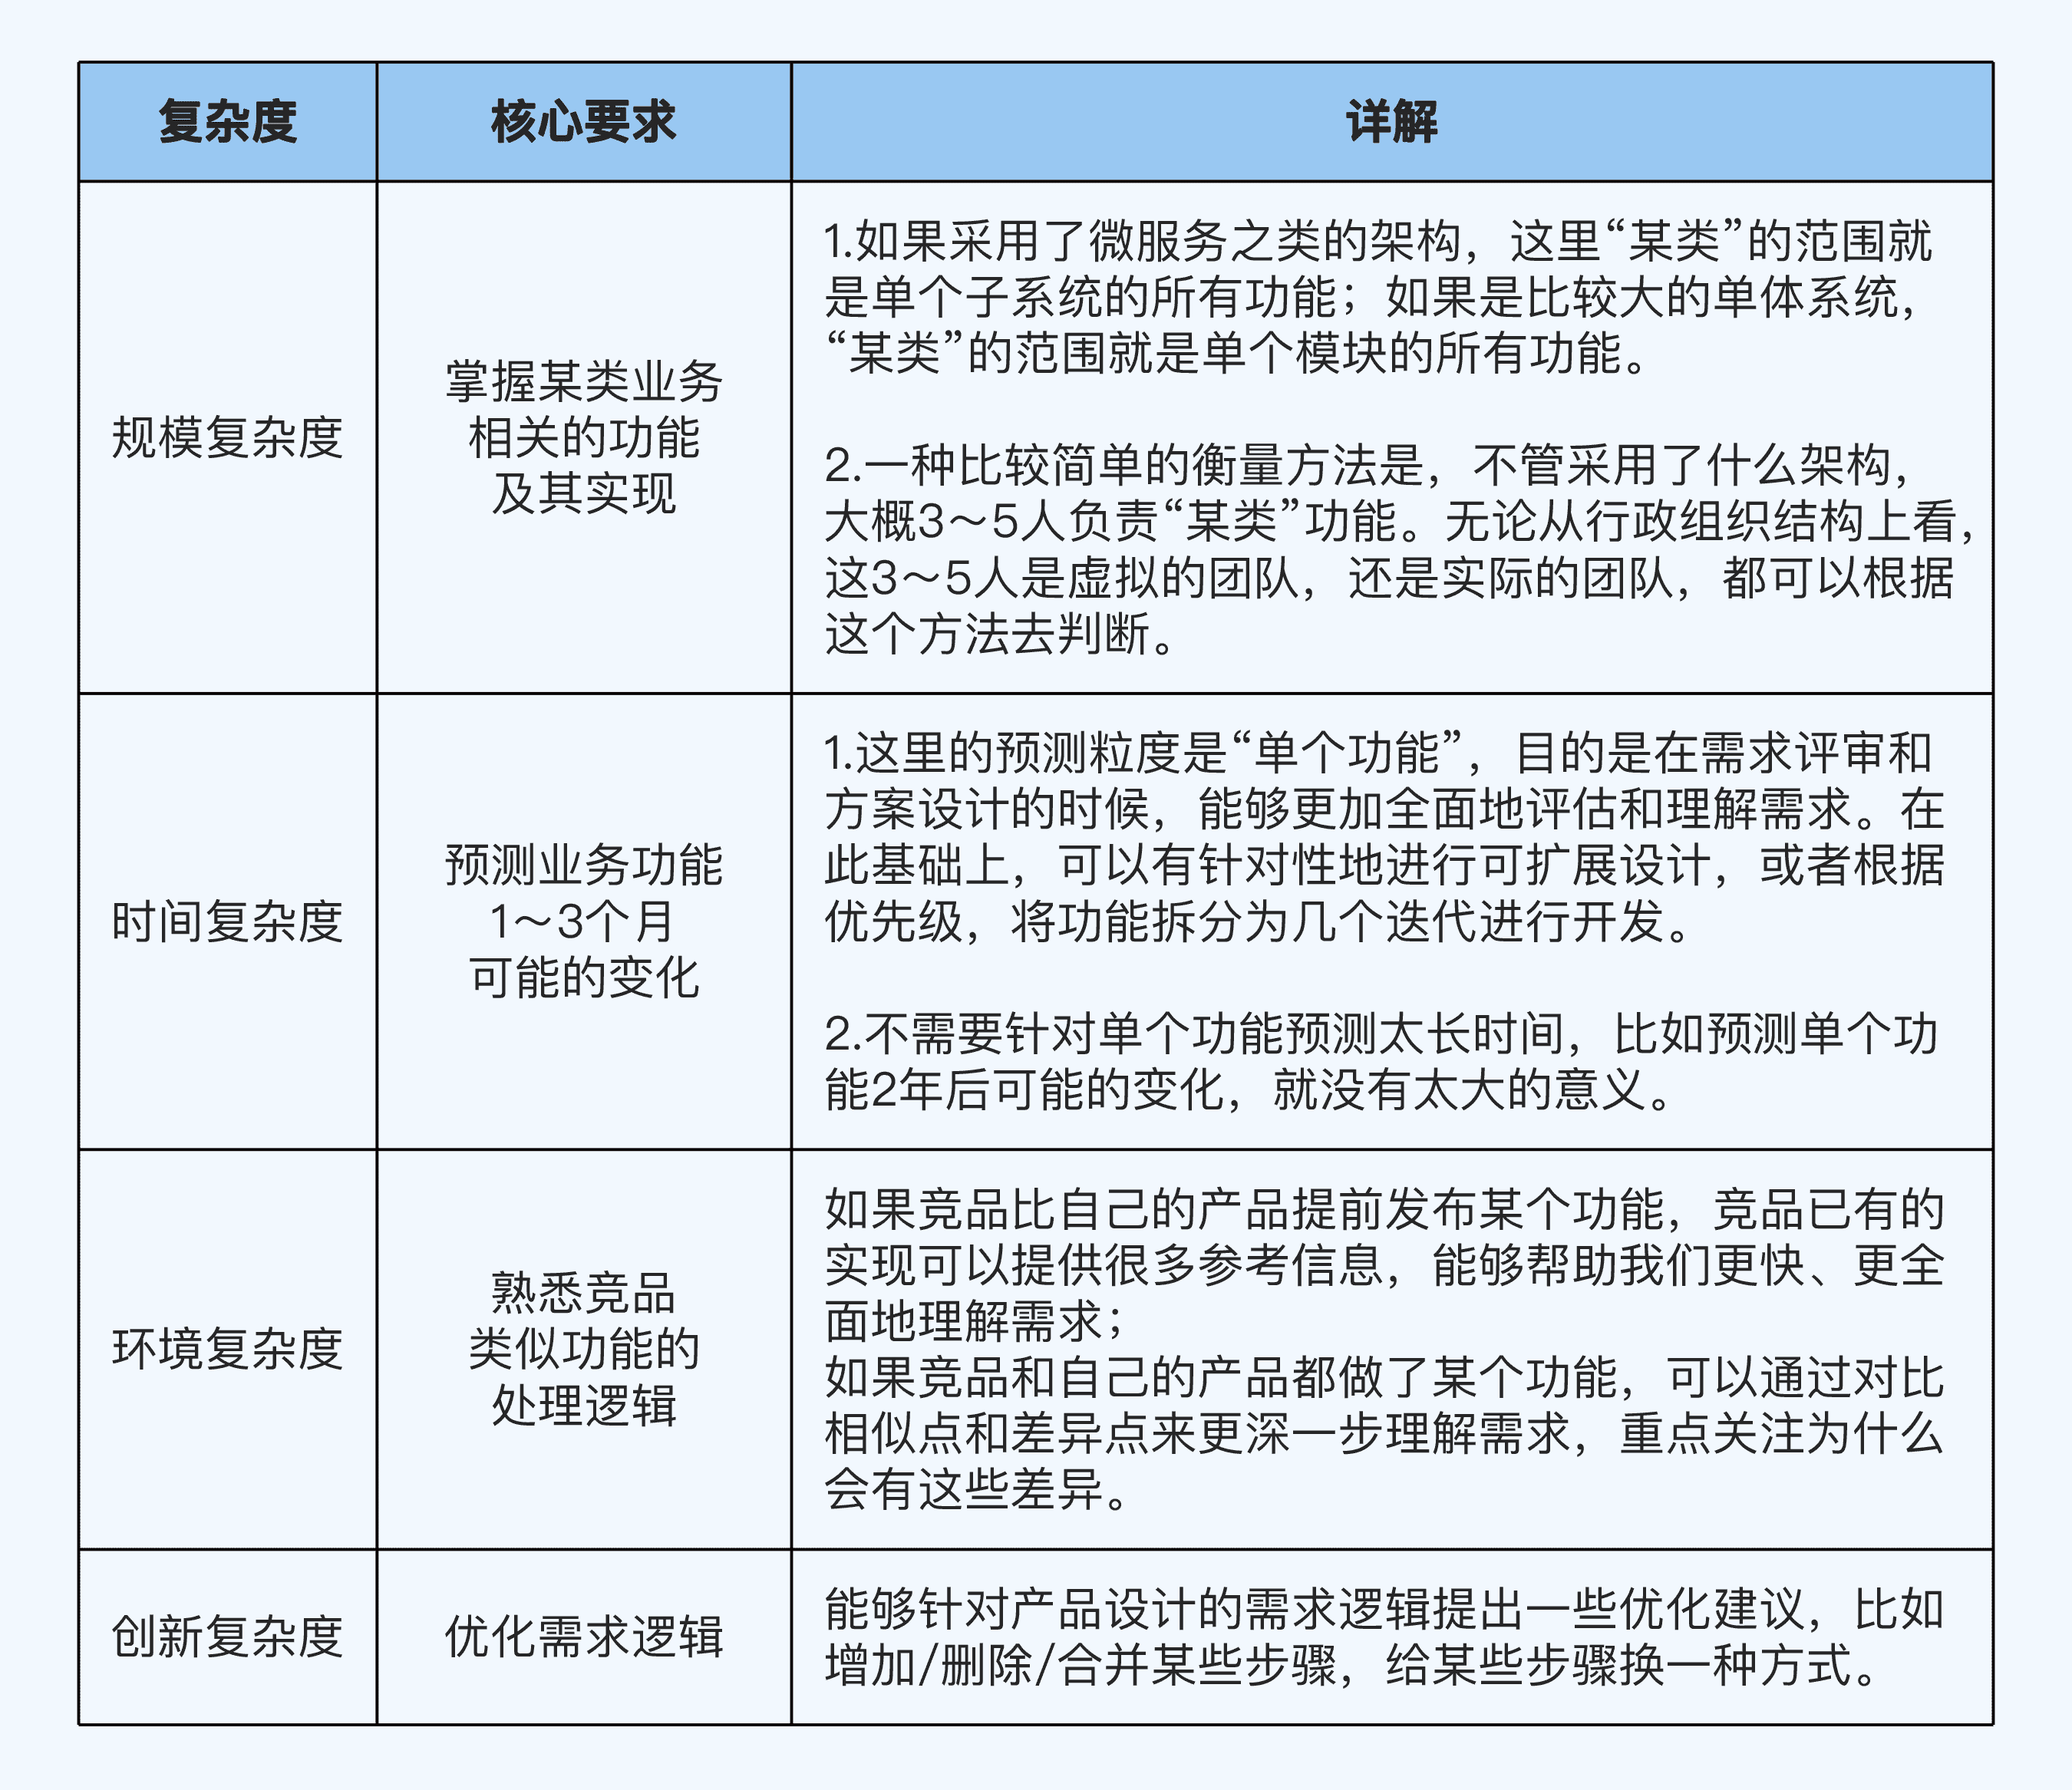 复杂度
核心要求
详解
规模复杂度
掌握某类业务
相关的功能
及其实现
1.如果采用了微服务之类的架构，这里“某类”的范围就
是单个子系统的所有功能；如果是比较大的单体系统，
“某类”的范围就是单个模块的所有功能。
2.一种比较简单的衡量方法是，不管采用了什么架构，
大概3～5人负责“某类”功能。无论从行政组织结构上看，
这3～5人是虚拟的团队，还是实际的团队，都可以根据
这个方法去判断。
时间复杂度
预测业务功能
1～3个月
可能的变化
1.这里的预测粒度是“单个功能”，目的是在需求评审和
方案设计的时候，能够更加全面地评估和理解需求。在
此基础上，可以有针对性地进行可扩展设计，或者根据
优先级，将功能拆分为几个迭代进行开发。
2.不需要针对单个功能预测太长时间，比如预测单个功
能2年后可能的变化，就没有太大的意义。
环境复杂度
熟悉竞品
类似功能的
处理逻辑
如果竞品比自己的产品提前发布某个功能，竞品已有的
实现可以提供很多参考信息，能够帮助我们更快、更全
面地理解需求；
如果竞品和自己的产品都做了某个功能，可以通过对比
相似点和差异点来更深一步理解需求，重点关注为什么
会有这些差异。
创新复杂度
优化需求逻辑
能够针对产品设计的需求逻辑提出一些优化建议，比如
增加/删除/合并某些步骤，给某些步骤换一种方式。